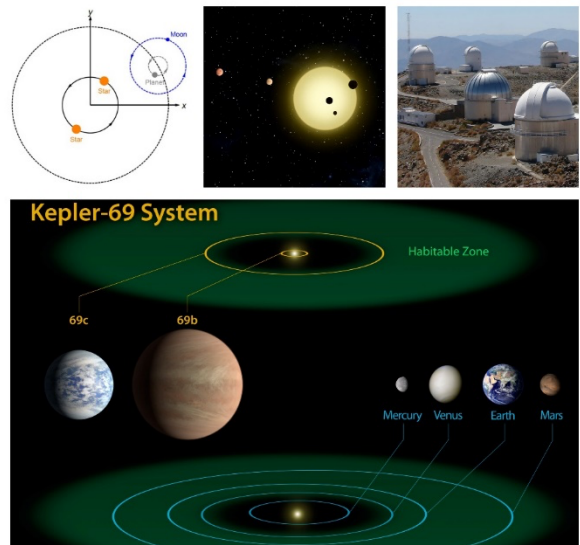 y
Moon
Planet
Star
x
Star
Kepler-69 System
Habitable Zone
69c
69b
Mercury
Venus
Earth
Mars